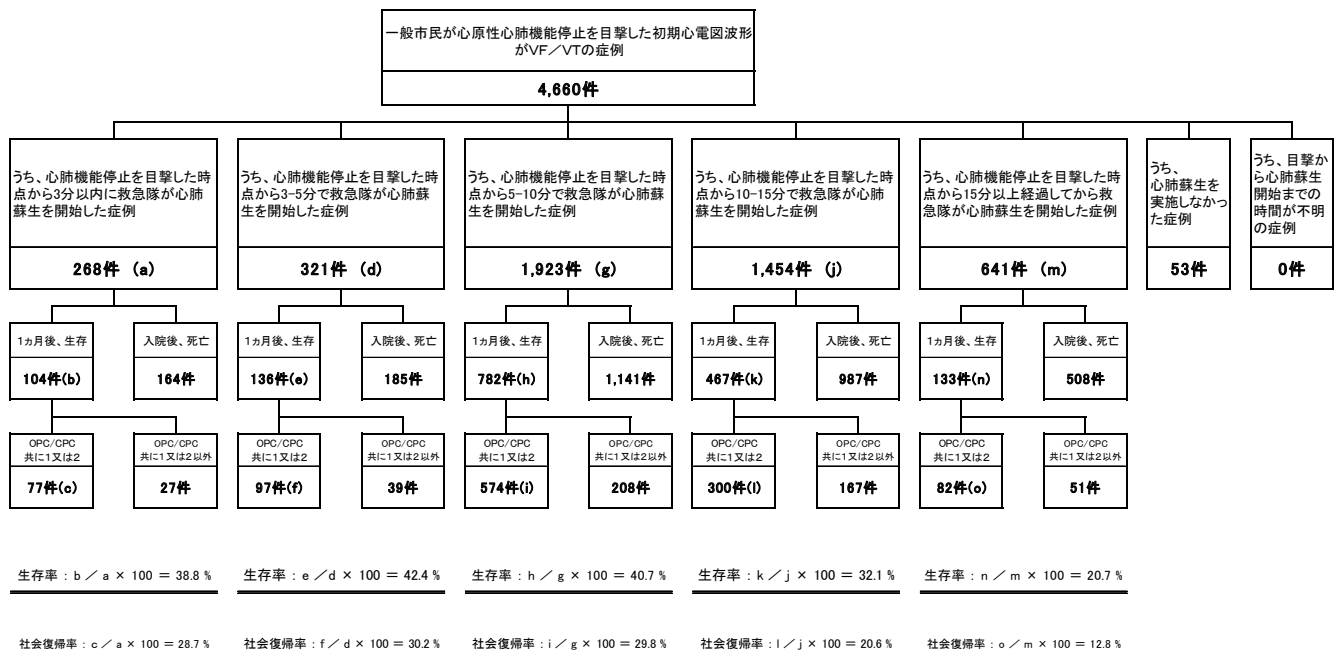 一般市民が心原性心肺機能停止を目撃した初期心電図波形
がVF／VTの症例
4,660件
うち、心肺機能停止を目撃した時
点から3分以内に救急隊が心肺
蘇生を開始した症例
268件 (a)
うち、心肺機能停止を目撃した時
点から3-5分で救急隊が心肺蘇
生を開始した症例
321件 (d)
うち、心肺機能停止を目撃した時
点から5-10分で救急隊が心肺蘇
生を開始した症例
1,923件 (g)
うち、心肺機能停止を目撃した時
点から10-15分で救急隊が心肺
蘇生を開始した症例
1,454件 (j)
うち、心肺機能停止を目撃した時
点から15分以上経過してから救
急隊が心肺蘇生を開始した症例
641件 (m)
うち、
心肺蘇生を
実施しなかっ
た症例
53件
うち、目撃か
ら心肺蘇生
開始までの
時間が不明
の症例
0件
1ヵ月後、生存
104件(b)
入院後、死亡
164件
1ヵ月後、生存
136件(e)
入院後、死亡
185件
1ヵ月後、生存
782件(h)
入院後、死亡
1,141件
1ヵ月後、生存
467件(k)
入院後、死亡
987件
1ヵ月後、生存
133件(n)
入院後、死亡
508件
OPC/CPC
共に1又は2
77件(c)
OPC/CPC
共に1又は2以外
27件
OPC/CPC
共に1又は2
97件(f)
OPC/CPC
共に1又は2以外
39件
OPC/CPC
共に1又は2
574件(i)
OPC/CPC
共に1又は2以外
208件
OPC/CPC
共に1又は2
300件(l)
OPC/CPC
共に1又は2以外
167件
OPC/CPC
共に1又は2
82件(o)
OPC/CPC
共に1又は2以外
51件
生存率：b ／ a × 100 ＝ 38.8 %
生存率：e ／ d × 100 ＝ 42.4 %
生存率：h ／ g × 100 ＝ 40.7 %
生存率：k ／ j × 100 ＝ 32.1 %
生存率：n ／ m × 100 ＝ 20.7 %
社会復帰率：c ／ a × 100 ＝ 28.7 %
社会復帰率：f ／ d × 100 ＝ 30.2 %
社会復帰率：i ／ g × 100 ＝ 29.8 %
社会復帰率：l ／ j × 100 ＝ 20.6 %
社会復帰率：o ／ m × 100 ＝ 12.8 %